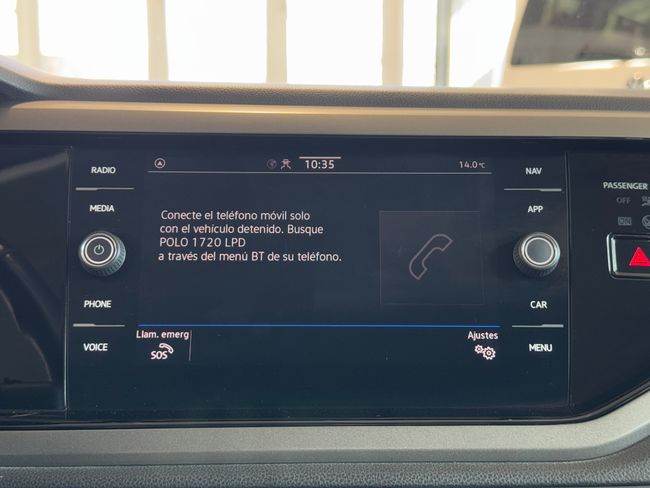 RADIO
MEDIA
PHONE
VOICE
10:35
14.0 °C
Conecte el teléfono móvil solo
con el vehículo detenido. Busque
POLO 1720 LPD
a través del menú BT de su teléfono.
Llam. emerg
SOS
Ajustes
NAV
APP
CAR
MENU
PASSENGER
OFF
ON